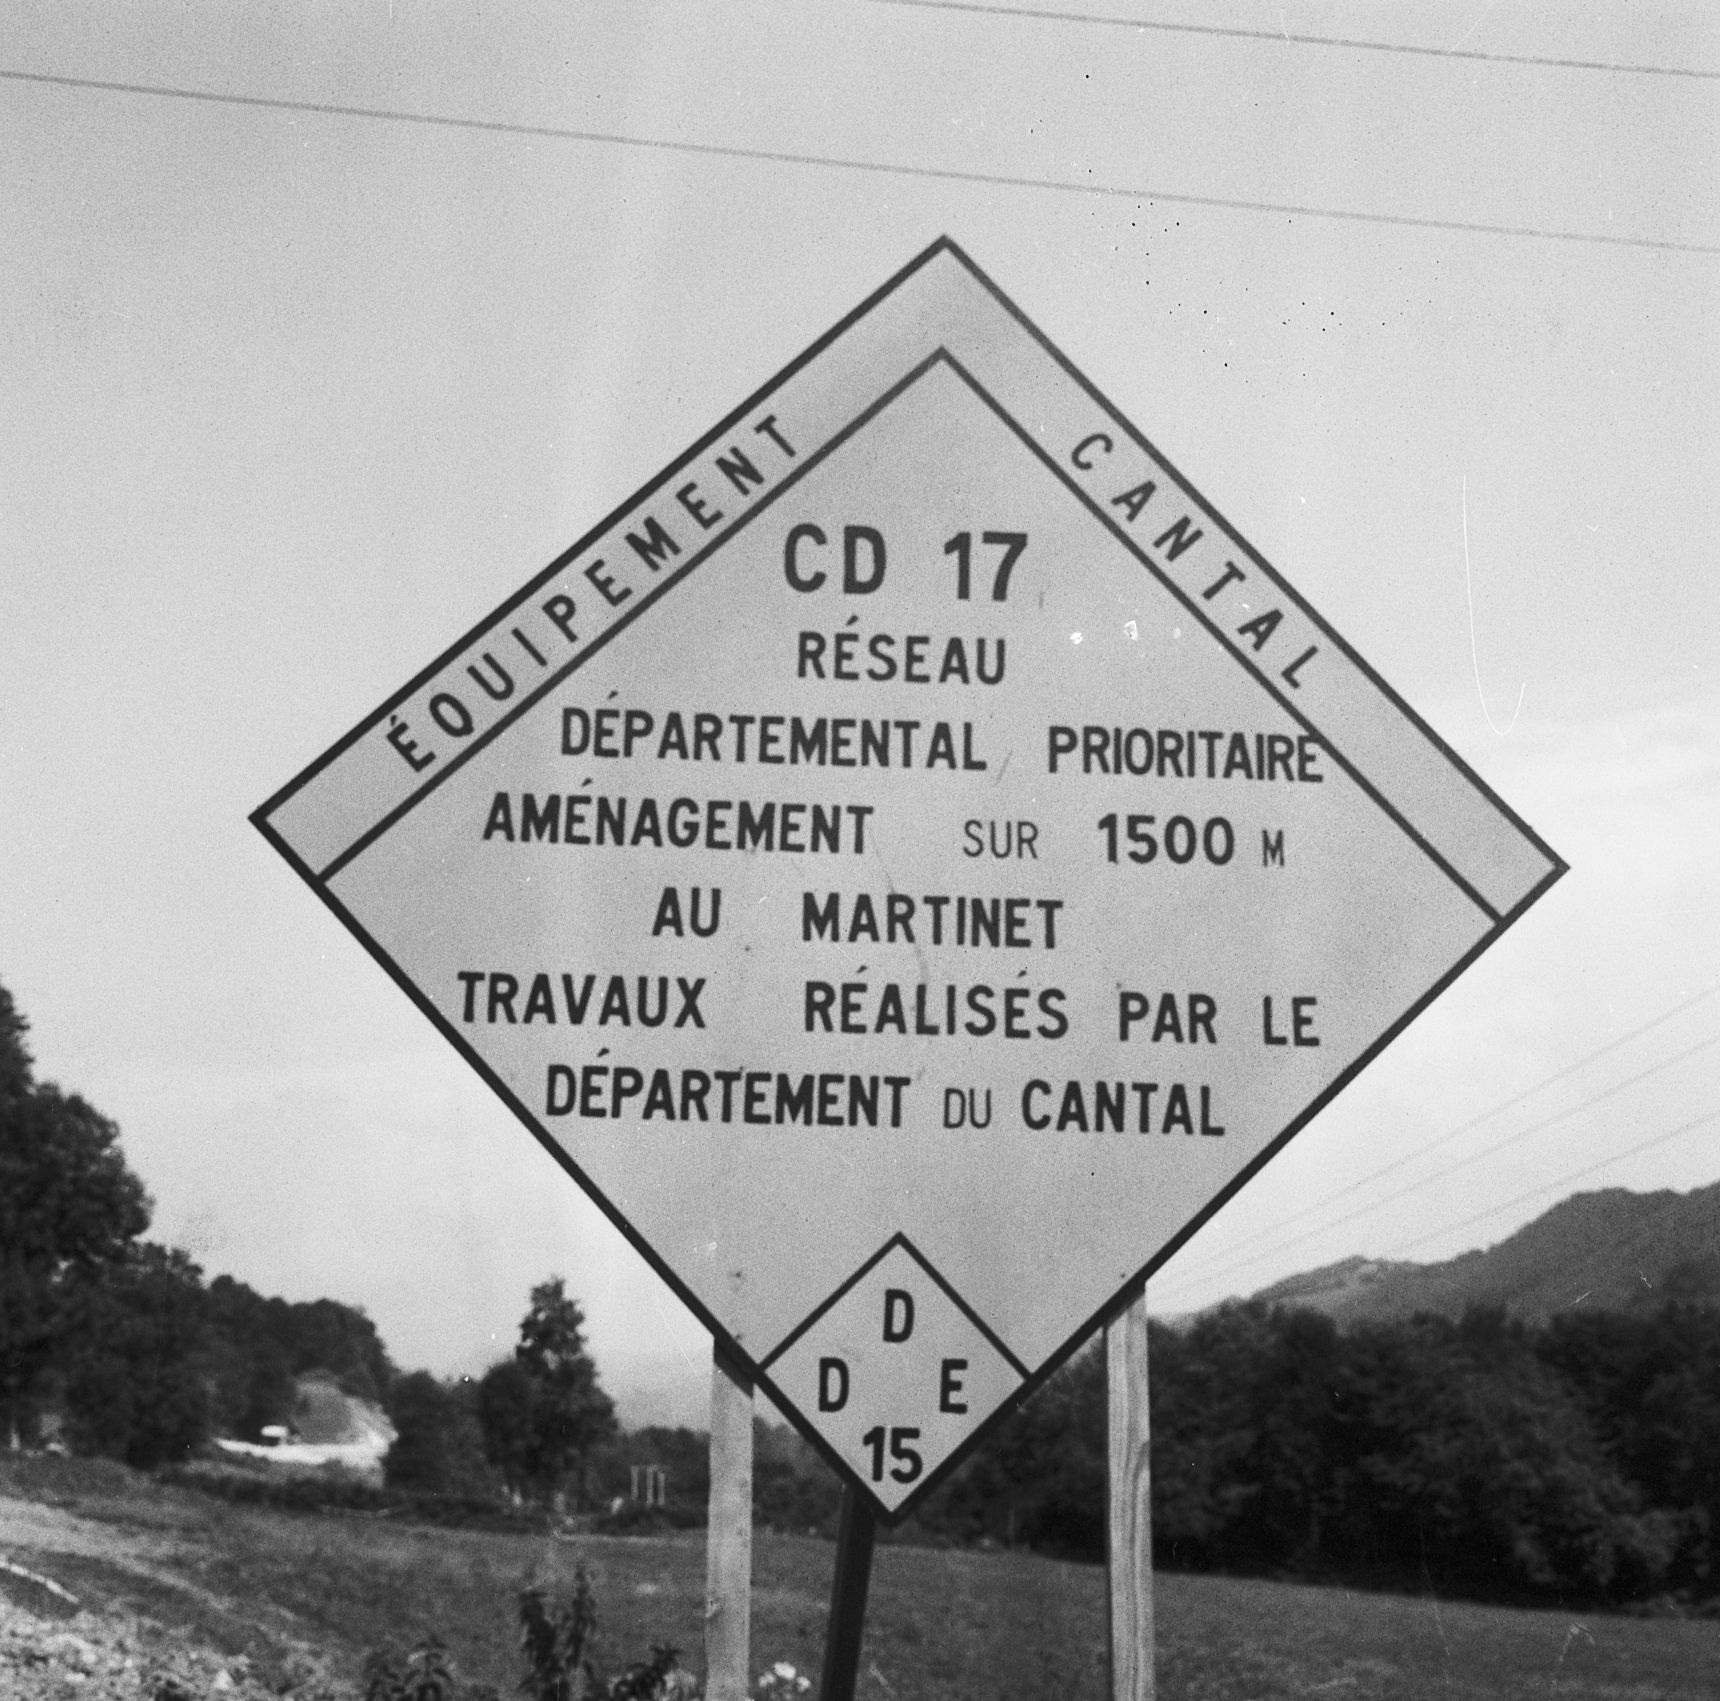 ÉQUIPEMENT
CANTAL
CD 17
RÉSEAU
DÉPARTEMENTAL PRIORITAIRE
AMÉNAGEMENT SUR 1500 M
AU MARTINET
TRAVAUX RÉALISÉS PAR LE
DÉPARTEMENT DU CANTAL
D
D E
15